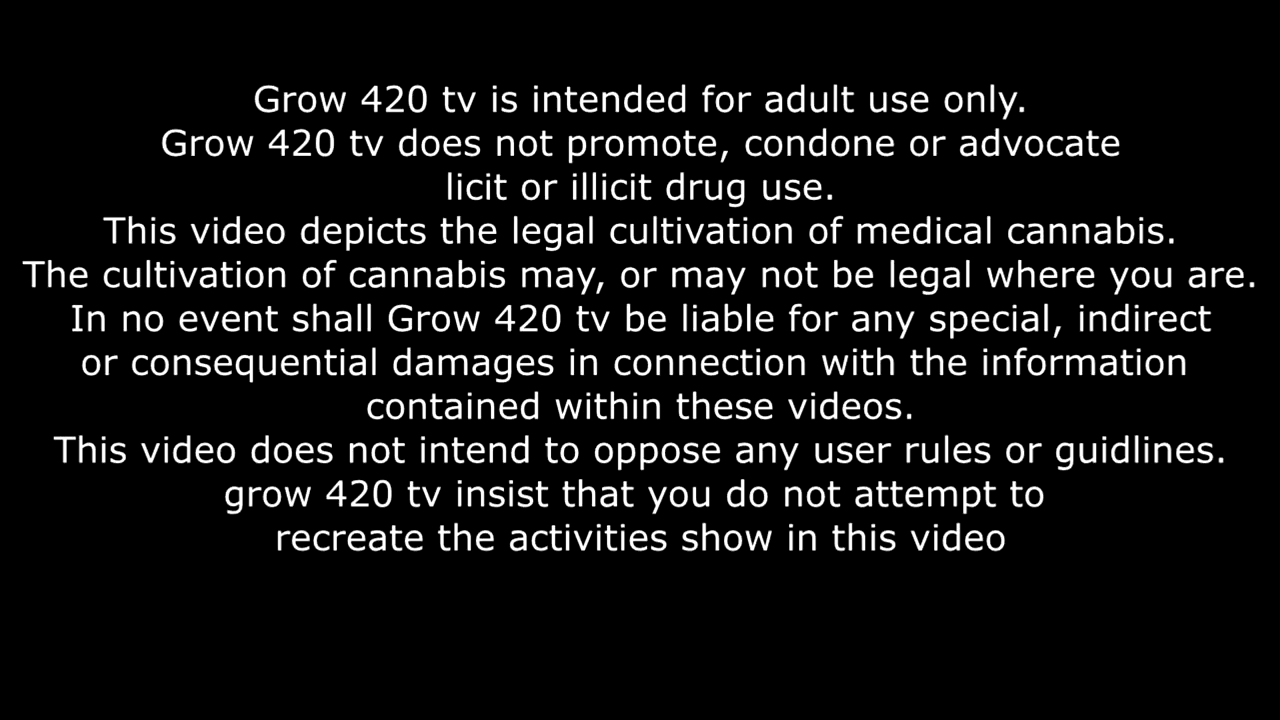 Grow 420 tv is intended for adult use only.
Grow 420 tv does not promote, condone or advocate
licit or illicit drug use.
This video depicts the legal cultivation of medical cannabis.
The cultivation of cannabis may, or may not be legal where you are.
In no event shall Grow 420 tv be liable for any special, indirect
or consequential damages in connection with the information
contained within these videos.
This video does not intend to oppose any user rules or guidlines.
grow 420 tv insist that you do not attempt to
recreate the activities show in this video